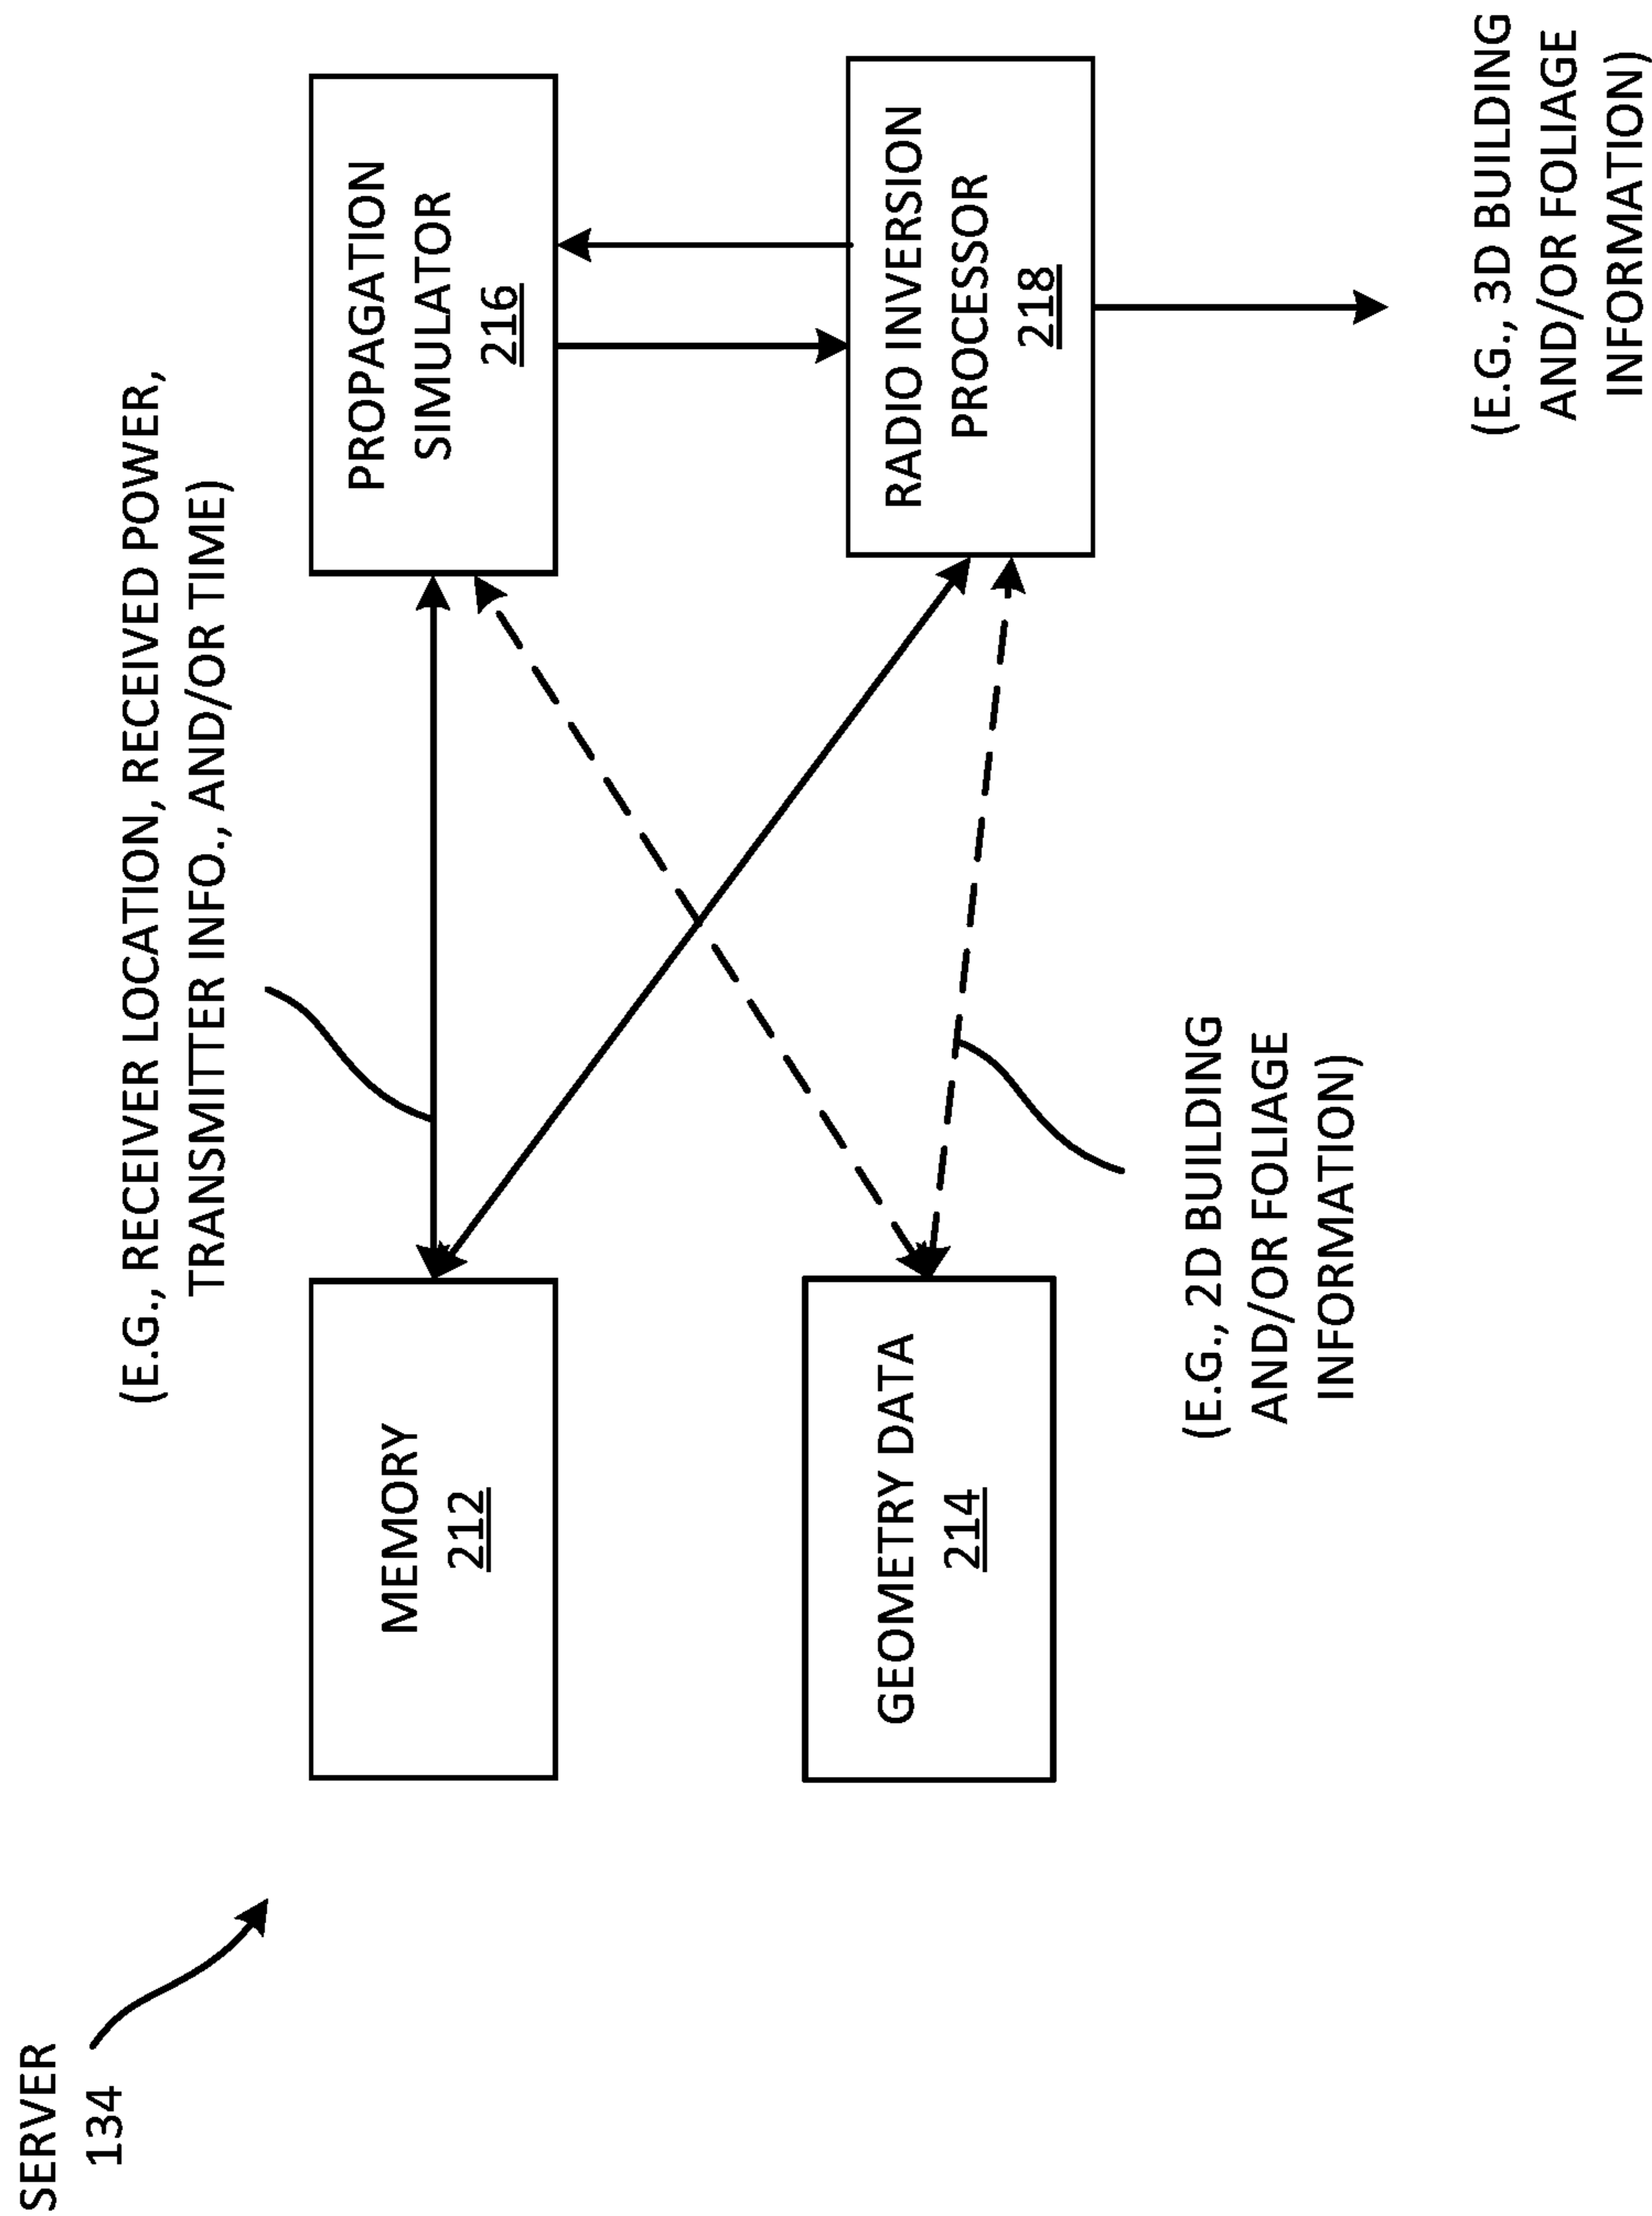 SERVER
134
(E.G., RECEIVER LOCATION, RECEIVED POWER,
TRANSMITTER INFO., AND/OR TIME)
MEMORY
212
PROPAGATION
SIMULATOR
216
GEOMETRY DATA
214
RADIO INVERSION
PROCESSOR
218
(E.G., 2D BUILDING
AND/OR FOLIAGE
INFORMATION)
(E.G., 3D BUILDING
AND/OR FOLIAGE
INFORMATION)